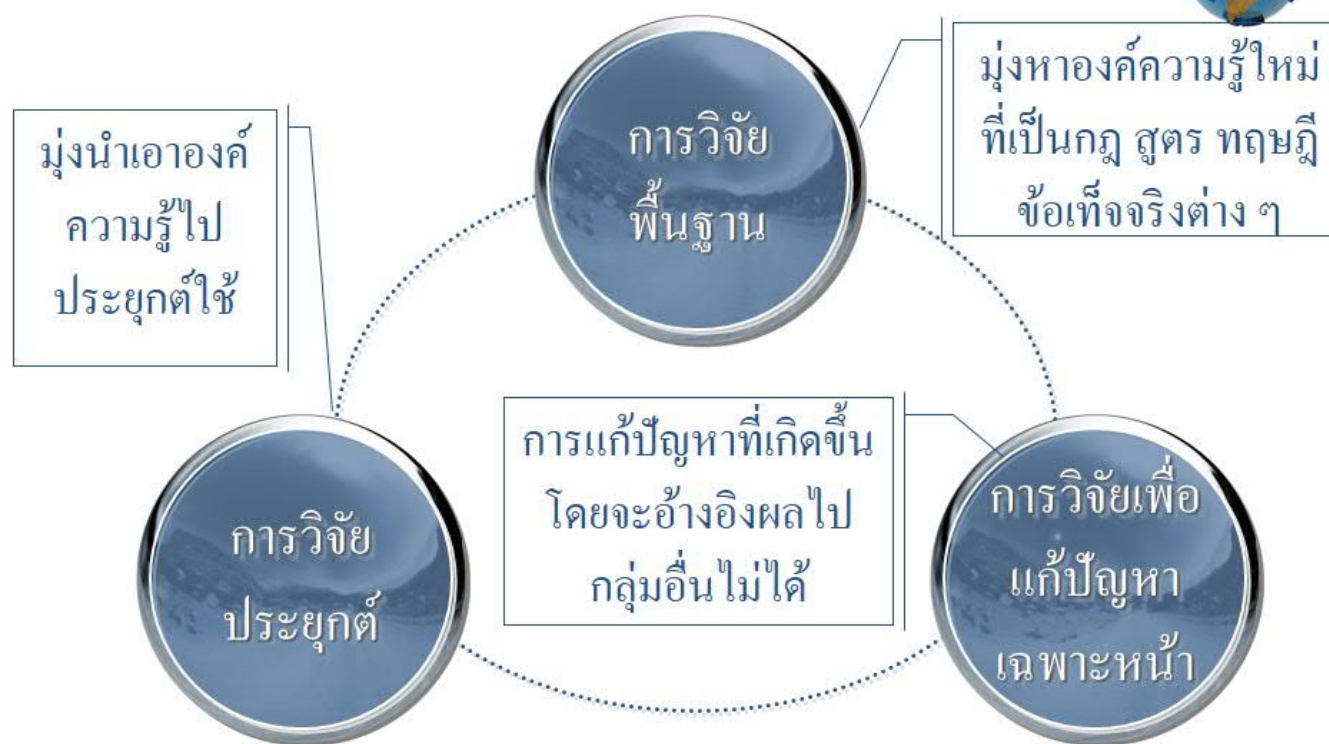 การวิจัย
พื้นฐาน
มุ่งหาองค์ความรู้ใหม่
ที่เป็นกฎ สูตร ทฤษฎี
ข้อเท็จจริงต่าง ๆ
มุ่งนำเอาองค์
ความรู้ไป
ประยุกต์ใช้
การวิจัย
ประยุกต์
การแก้ปัญหาที่เกิดขึ้น
โดยจะอ้างอิงผลไป
กลุ่มอื่นไม่ได้
การวิจัยเพื่อ
แก้ปัญหา
เฉพาะหน้า